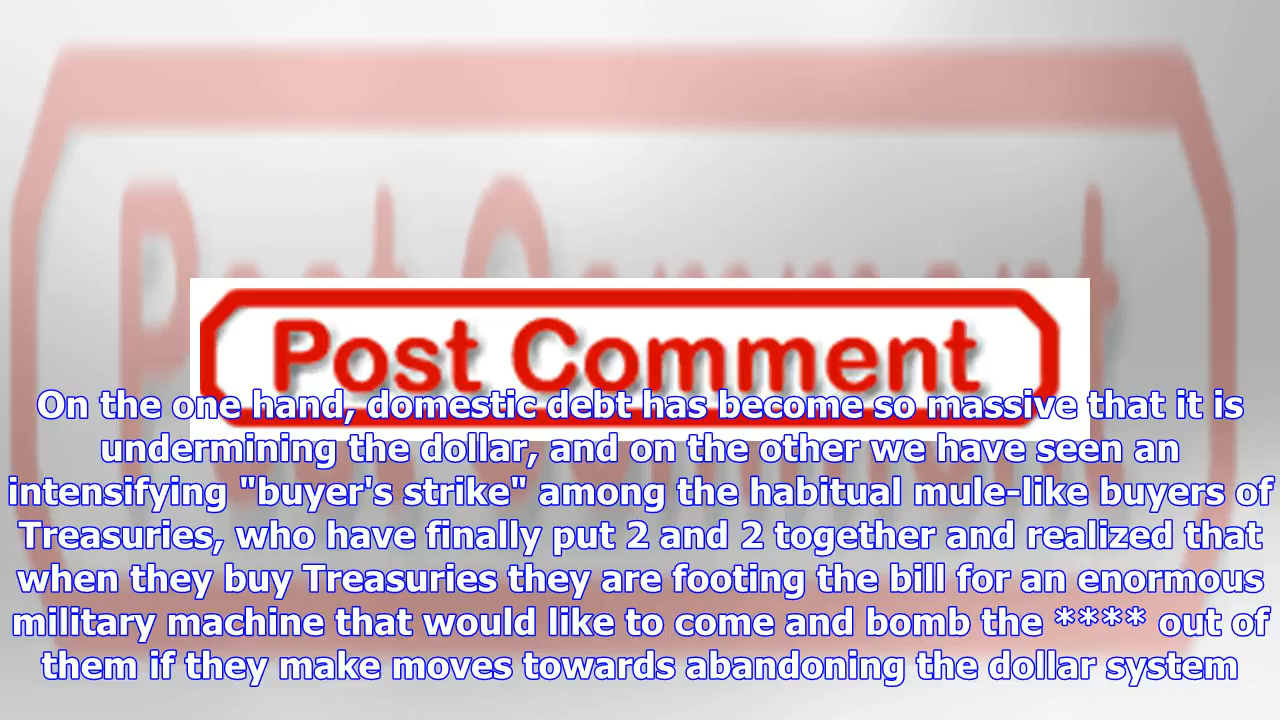 Post Comment
On the one hand, domestic debt has become so massive that it is
undermining the dollar, and on the other we have seen an
intensifying "buyer's strike" among the habitual mule-like buyers of
Treasuries, who have finally put 2 and 2 together and realized that
when they buy Treasuries they are footing the bill for an enormous
military machine that would like to come and bomb the **** out of
them if they make moves towards abandoning the dollar system